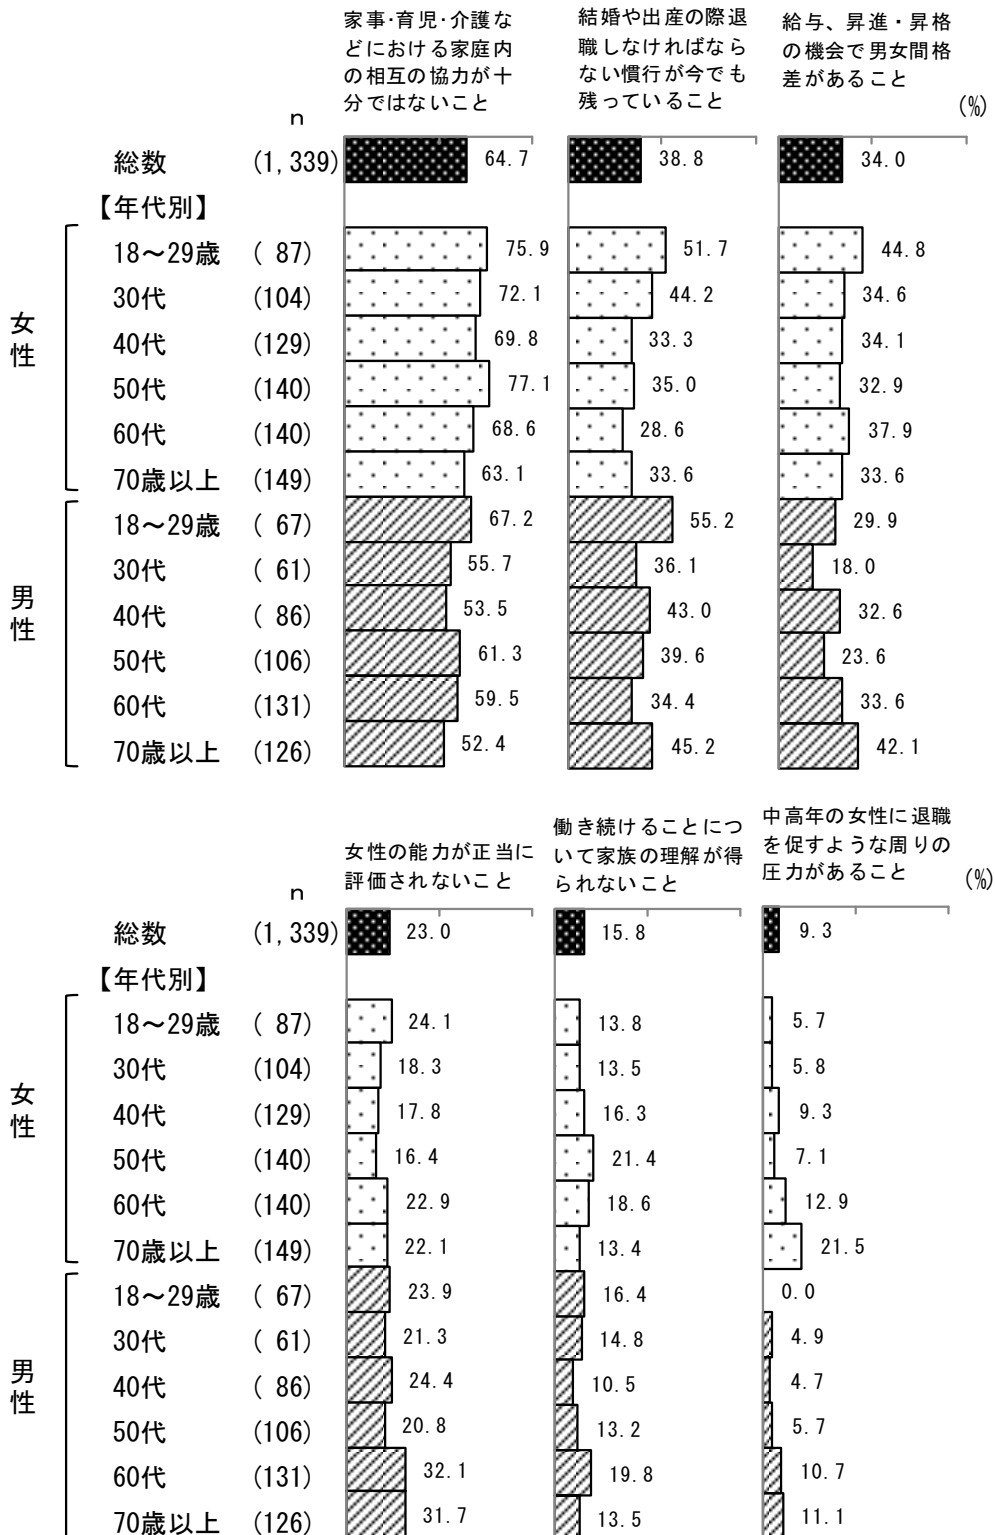 家事・育児・介護な
どにおける家庭内
の相互の協力が十
分ではないこと
結婚や出産の際退
職しなければなら
ない慣行が今でも
残っていること
給与、昇進・昇格
の機会で男女間格
差があること
(%)
n
総数 (1,339) 64.7 38.8 34.0
【年代別】
女性
18～29歳 ( 87) 75.9 51.7 44.8
30代 (104) 72.1 44.2 34.6
40代 (129) 69.8 33.3 34.1
50代 (140) 77.1 35.0 32.9
60代 (140) 68.6 28.6 37.9
70歳以上 (149) 63.1 33.6 33.6
男性
18～29歳 ( 67) 67.2 55.2 29.9
30代 ( 61) 55.7 36.1 18.0
40代 ( 86) 53.5 43.0 32.6
50代 (106) 61.3 39.6 23.6
60代 (131) 59.5 34.4 33.6
70歳以上 (126) 52.4 45.2 42.1
女性の能力が正当に
評価されないこと
働き続けることにつ
いて家族の理解が得
られないこと
中高年の女性に退職
を促すような周りの
圧力があること
(%)
n
総数 (1,339) 23.0 15.8 9.3
【年代別】
女性
18～29歳 ( 87) 24.1 13.8 5.7
30代 (104) 18.3 13.5 5.8
40代 (129) 17.8 16.3 9.3
50代 (140) 16.4 21.4 7.1
60代 (140) 22.9 18.6 12.9
70歳以上 (149) 22.1 13.4 21.5
男性
18～29歳 ( 67) 23.9 16.4 0.0
30代 ( 61) 21.3 14.8 4.9
40代 ( 86) 24.4 10.5 4.7
50代 (106) 20.8 13.2 5.7
60代 (131) 32.1 19.8 10.7
70歳以上 (126) 31.7 13.5 11.1